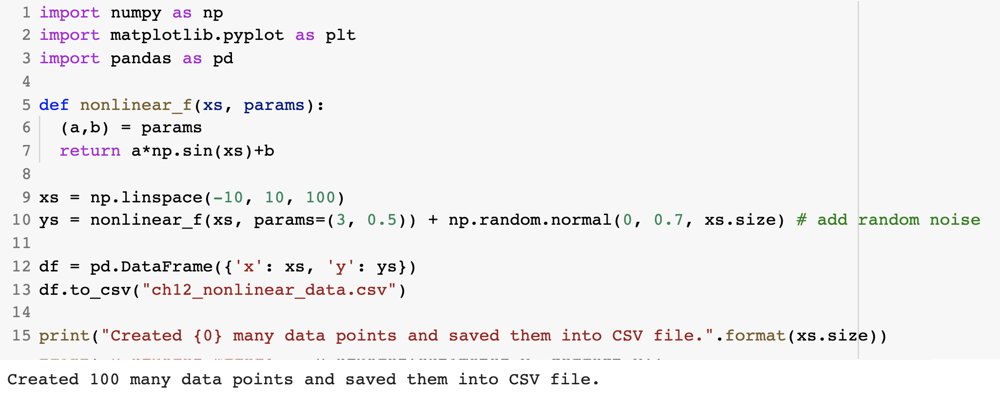 1 import numpy as np
2 import matplotlib.pyplot as plt
3 import pandas as pd
4
5 def nonlinear_f(xs, params):
6   (a,b) = params
7   return a*np.sin(xs)+b
8
9 xs = np.linspace(-10, 10, 100)
10 ys = nonlinear_f(xs, params=(3, 0.5)) + np.random.normal(0, 0.7, xs.size) # add random noise
11
12 df = pd.DataFrame({'x': xs, 'y': ys})
13 df.to_csv("ch12_nonlinear_data.csv")
14
15 print("Created {0} many data points and saved them into CSV file.".format(xs.size))
Created 100 many data points and saved them into CSV file.